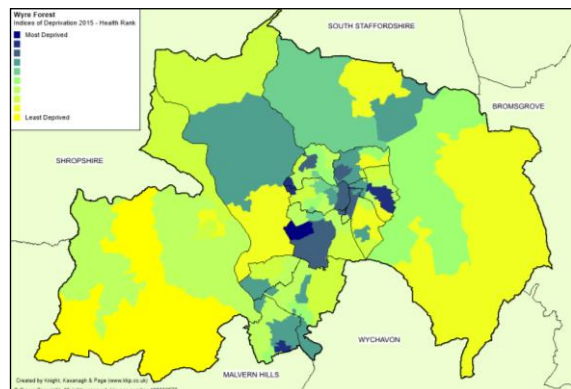 Wyre Forest
Indices of Deprivation 2015 - Health Rank
Most Deprived
Least Deprived
SOUTH STAFFORDSHIRE
BROMSGROVE
SHROPSHIRE
WYCHAVON
MALVERN HILLS
Created by Knight, Kavanagh & Page (www.kkp.co.uk)